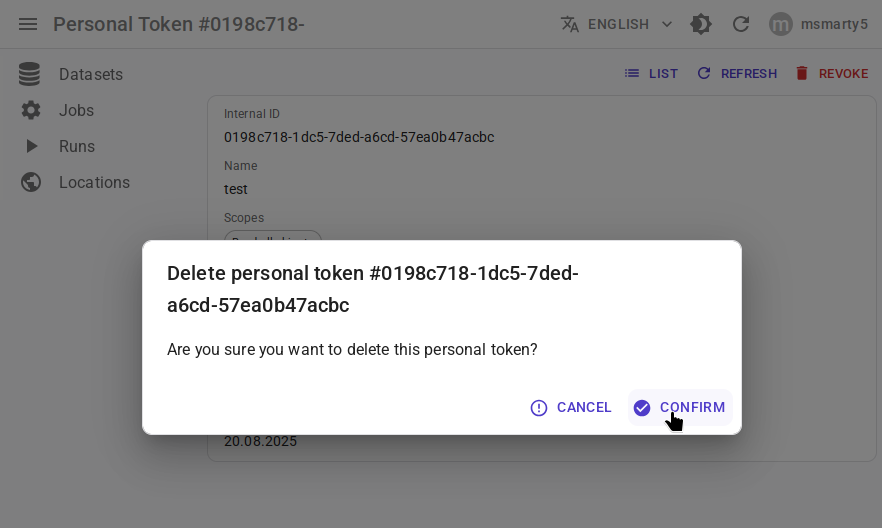 Personal Token #0198c718-
ENGLISH
m
msmarty5
Datasets
Jobs
Runs
Locations
LIST
REFRESH
REVOKE
Internal ID
0198c718-1dc5-7ded-a6cd-57ea0b47acbc
Name
test
Scopes
Delete personal token #0198c718-1dc5-7ded-
a6cd-57ea0b47acbc
Are you sure you want to delete this personal token?
CANCEL
CONFIRM
20.08.2025